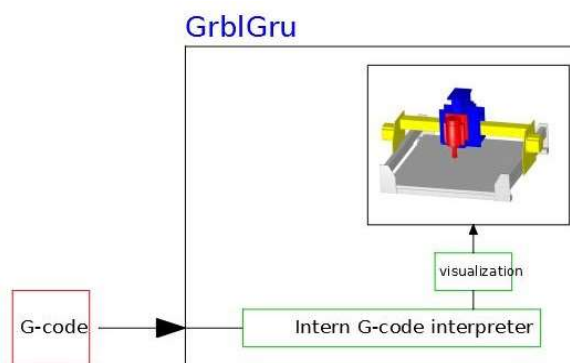 GrblGru
visualization
G-code
Intern G-code interpreter